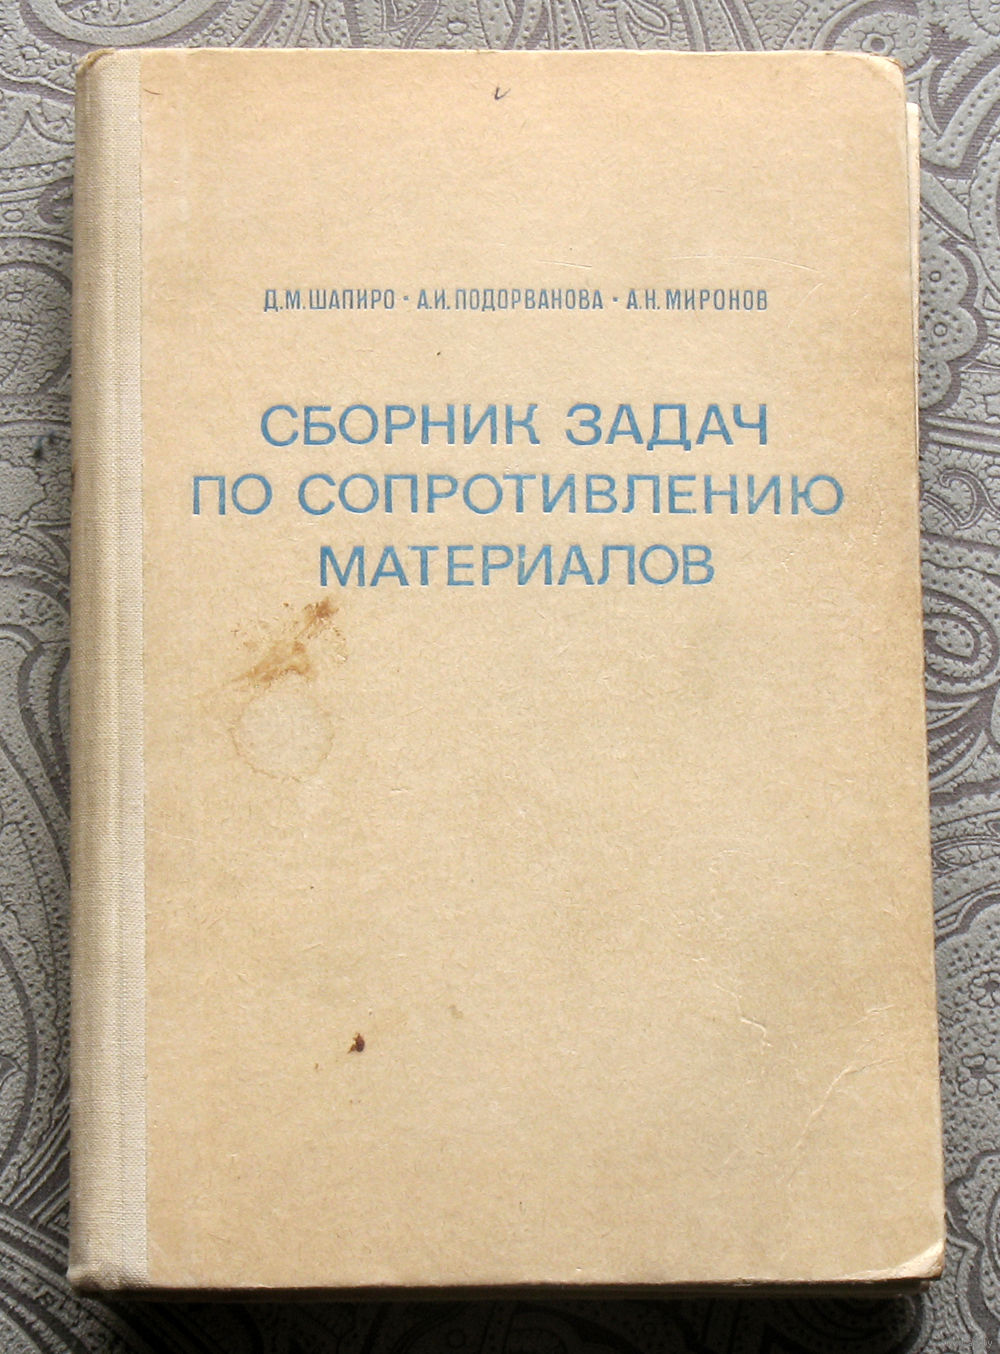 Д.М.ШАПИРО · А.И.ПОДОРВАНОВА · А.Н.МИРОНОВ
СБОРНИК ЗАДАЧ
ПО СОПРОТИВЛЕНИЮ
МАТЕРИАЛОВ